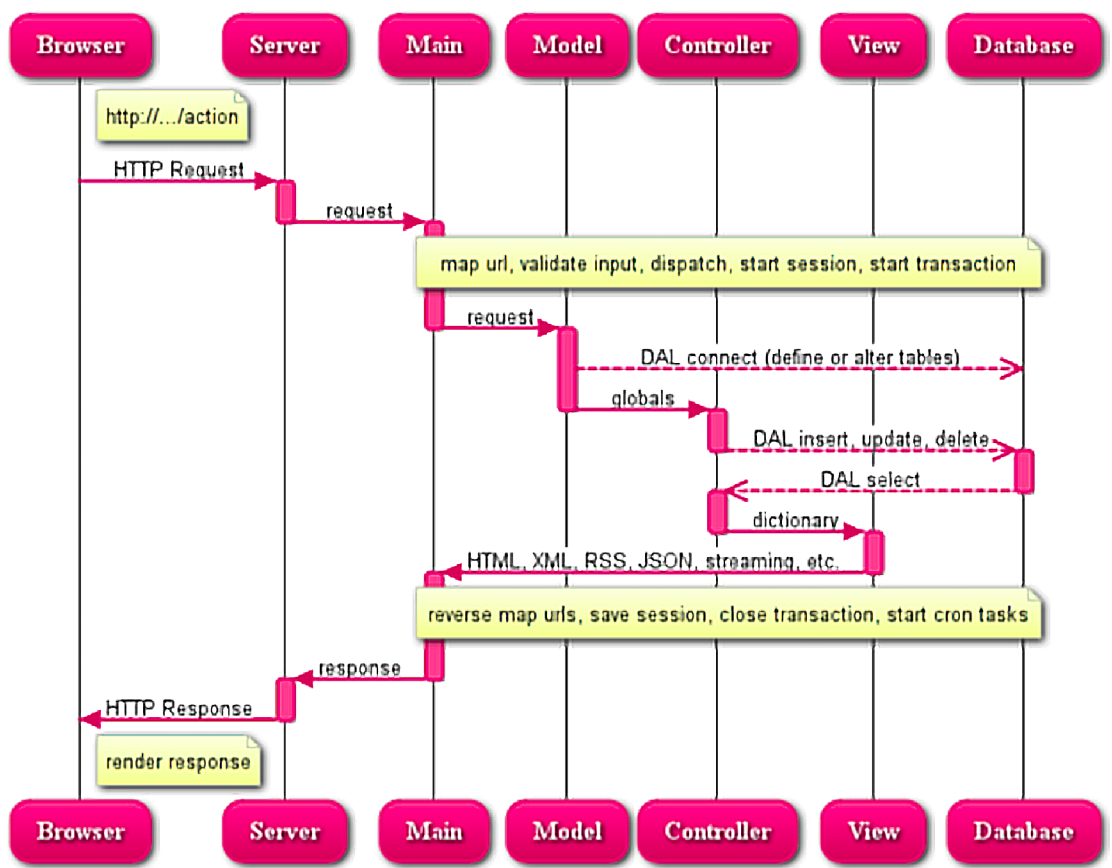 Browser Server Main Model Controller View Database
http://.../action
HTTP Request
request
map url, validate input, dispatch, start session, start transaction
request
DAL connect (define or alter tables)
globals
DAL insert, update, delete
DAL select
dictionary
HTML, XML, RSS, JSON, streaming, etc.
reverse map urls, save session, close transaction, start cron tasks
response
HTTP Response
render response
Browser Server Main Model Controller View Database